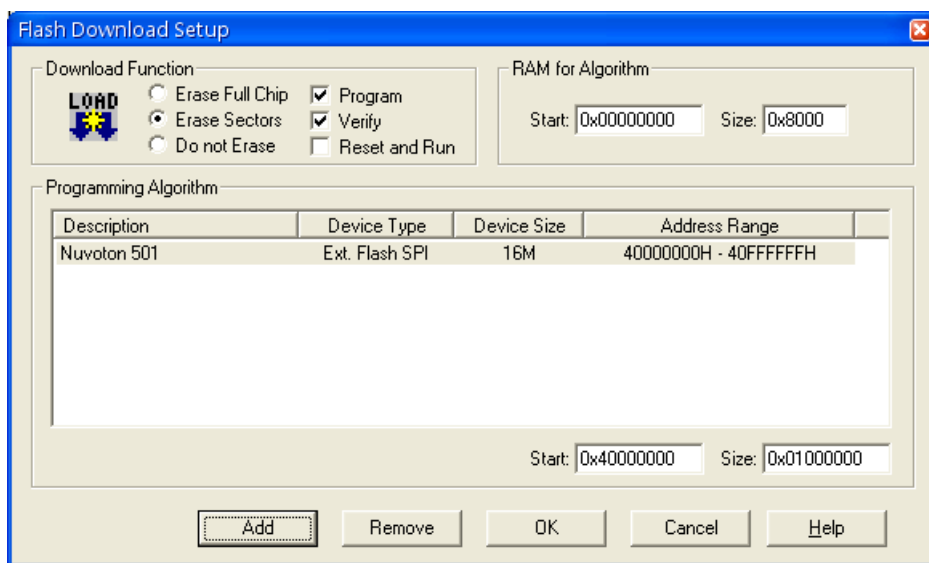 Flash Download Setup
Download Function
LOAD
Erase Full Chip
Program
Erase Sectors
Verify
Do not Erase
Reset and Run
RAM for Algorithm
Start: 0x00000000 Size: 0x8000
Programming Algorithm
Description Device Type Device Size Address Range
Nuvoton 501 Ext. Flash SPI 16M 40000000H - 40FFFFFFH
Start: 0x40000000 Size: 0x01000000
Add Remove OK Cancel Help